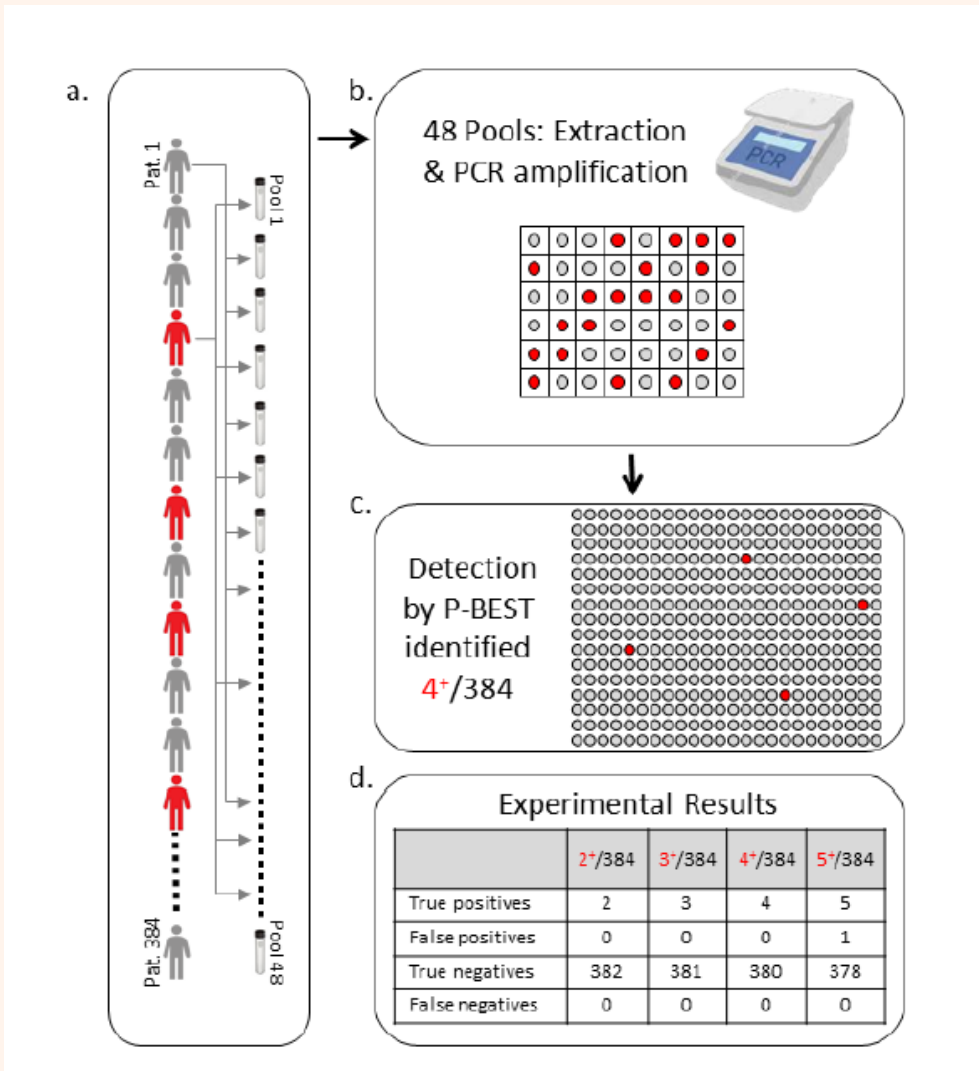 a.
Pat. 1
Pool 1
Pat. 384
Pool 48
b.
48 Pools: Extraction
& PCR amplification
PCR
c.
Detection
by P-BEST
identified
4⁺/384
d.
Experimental Results
2⁺/384 3⁺/384 4⁺/384 5⁺/384
True positives 2 3 4 5
False positives 0 0 0 1
True negatives 382 381 380 378
False negatives 0 0 0 0